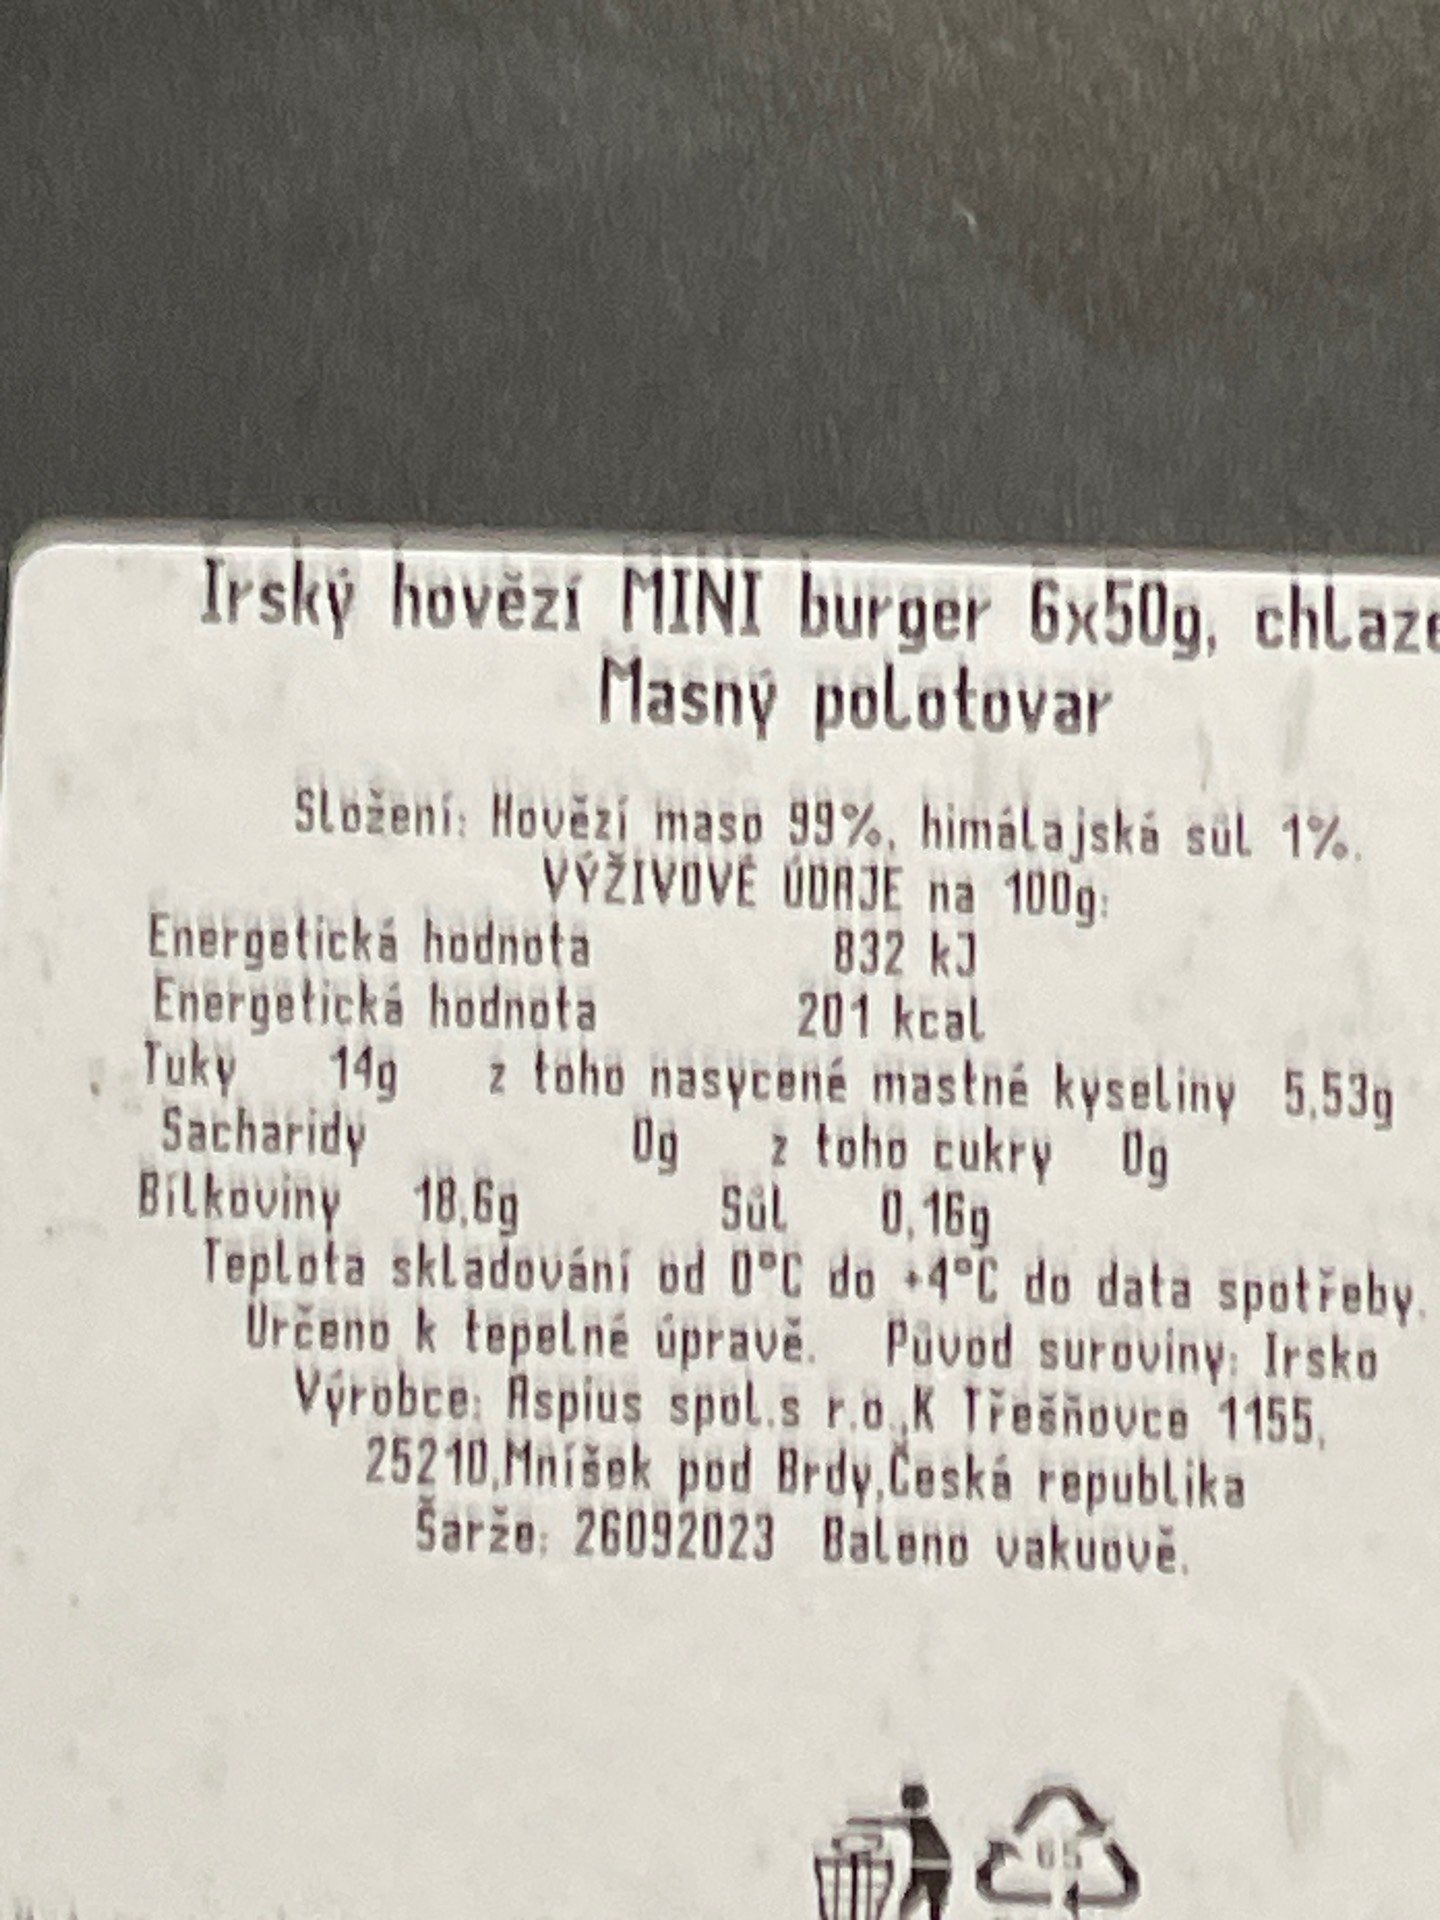 Irský hovězí MINI burger 6x50g,
Masný polotovar
Složení: Hovězí maso 99%, himálajská sůl 1%.
VÝŽIVOVÉ ÚDAJE na 100g:
Energetická hodnota 832 kJ
Energetická hodnota 201 kcal
Tuky 14g z toho nasycené mastné kyseliny 5,53g
Sacharidy 0g z toho cukry 0g
Bílkoviny 18,6g Sůl 0,16g
Teplota skladování od 0°C do +4°C do data spotřeby.
Určeno k tepelné úpravě. Původ suroviny: Irsko
Výrobce: Aspius spol.s r.o.,K Třešňovce 1155,
25210,Mníšek pod Brdy,Česká republika
Šarže: 26092023 Baleno vakuově.